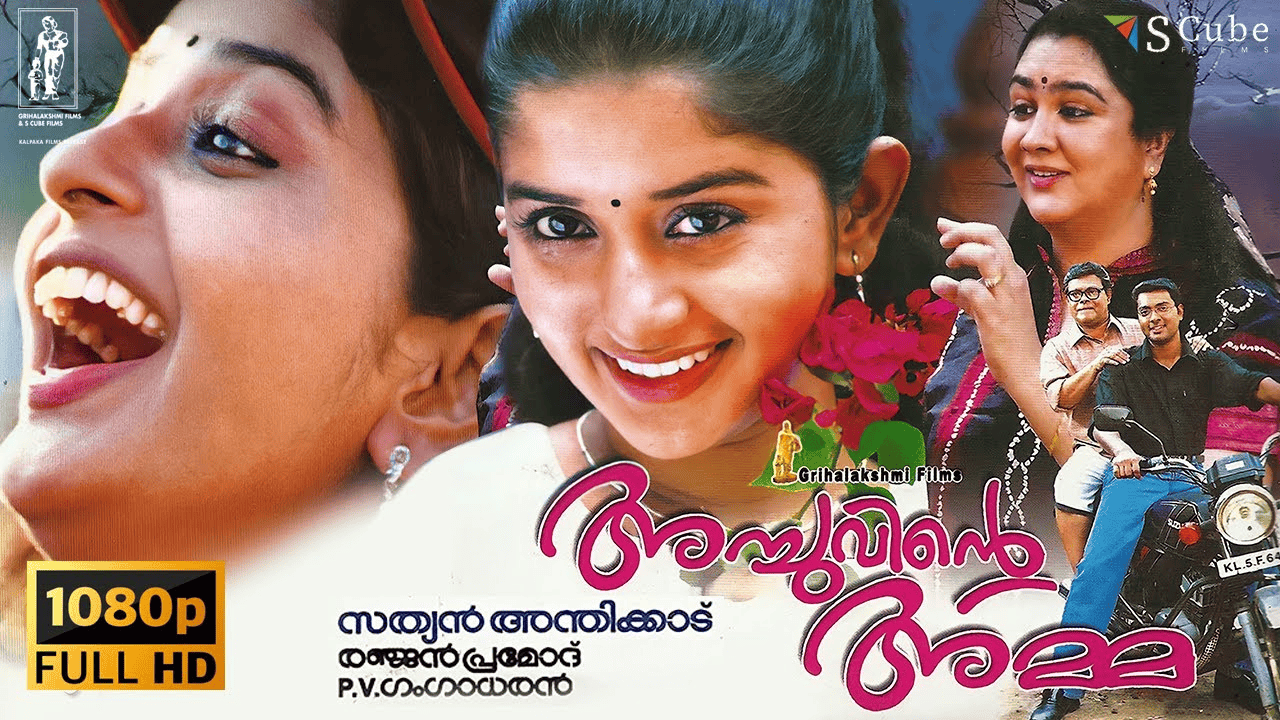 GRIHALAKSHMI FILMS
& S CUBE FILMS
S Cube
FILMS
Grihalakshmi Films
അച്ചുവിന്റെ
അമ്മ
KL.S.F.64
1080p
FULL HD
സത്യൻ അന്തിക്കാട്
രഞ്ജൻ പ്രമോദ്
P.V.ഗംഗാധരൻ